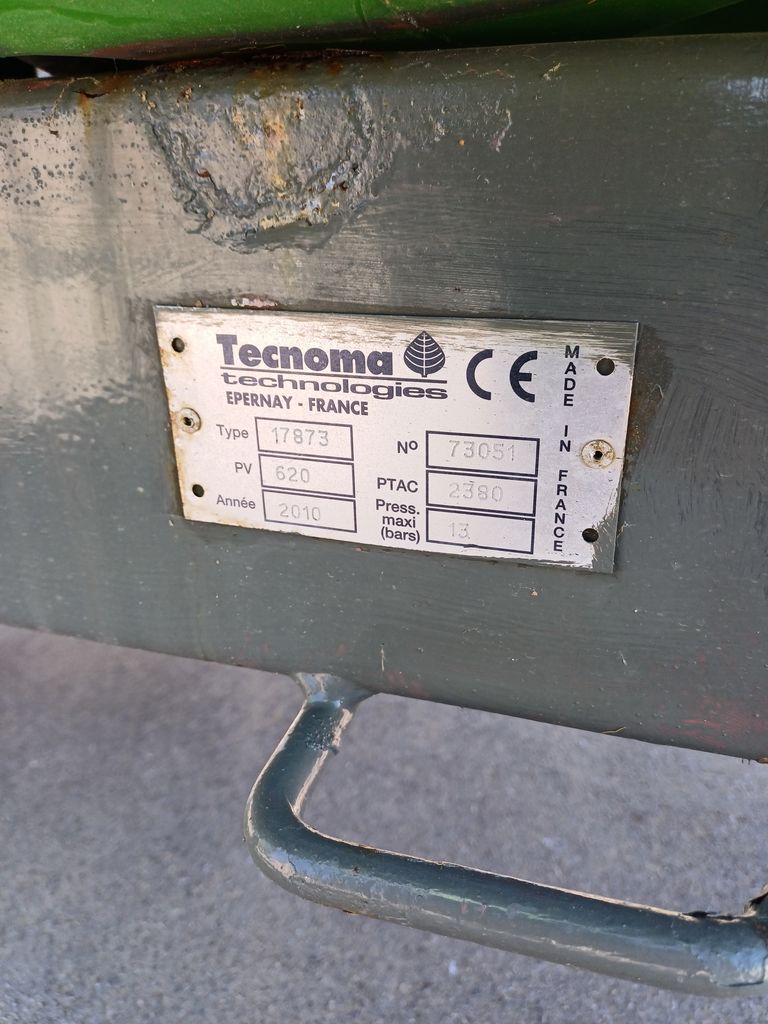 Tecnoma
technologies
EPERNAY - FRANCE
CE
MADE IN FRANCE
Type 17873
N° 73051
PV 620
PTAC 2380
Année 2010
Press. maxi (bars) 13